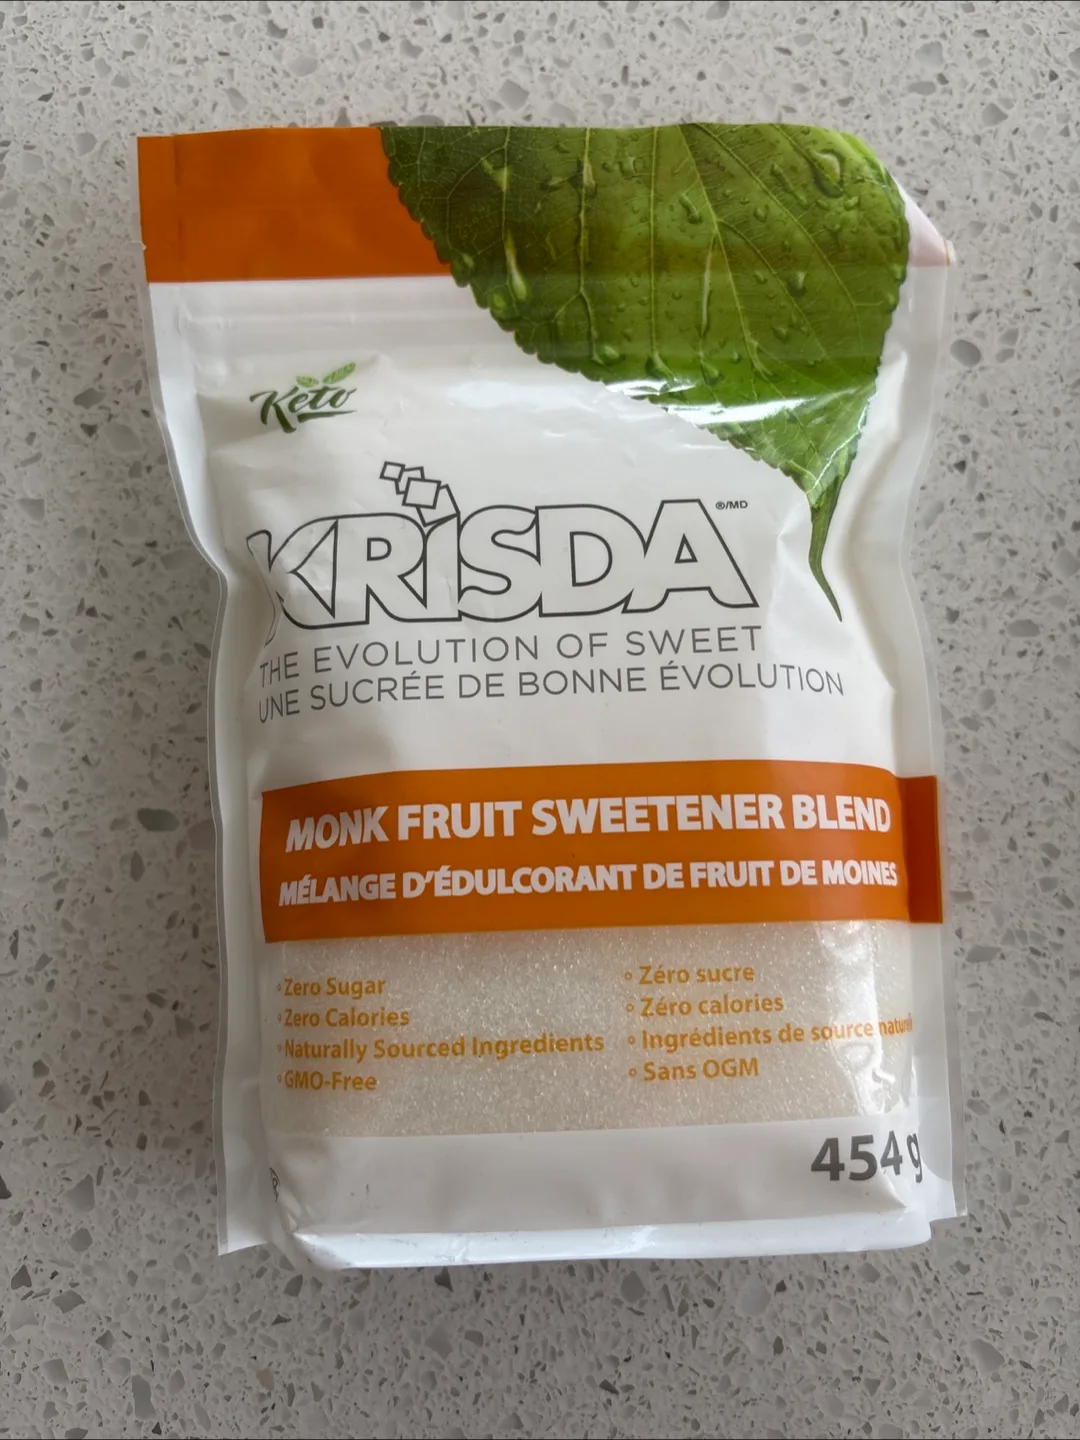 Keto
KRISDA ®/MD
THE EVOLUTION OF SWEET
UNE SUCRÉE DE BONNE ÉVOLUTION
MONK FRUIT SWEETENER BLEND
MÉLANGE D'ÉDULCORANT DE FRUIT DE MOINES
◦ Zero Sugar
◦ Zero Calories
◦ Naturally Sourced Ingredients
◦ GMO-Free
◦ Zéro sucre
◦ Zéro calories
◦ Ingrédients de source
◦ Sans OGM
454 g